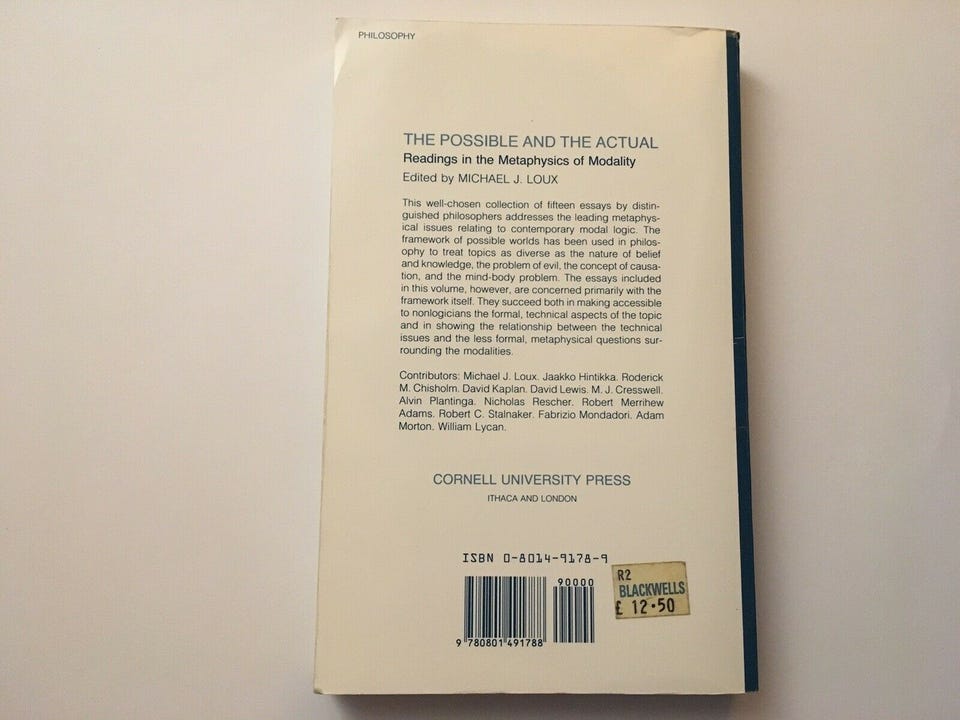 PHILOSOPHY
THE POSSIBLE AND THE ACTUAL
Readings in the Metaphysics of Modality
Edited by MICHAEL J. LOUX
This well-chosen collection of fifteen essays by distin-
guished philosophers addresses the leading metaphys-
ical issues relating to contemporary modal logic. The
framework of possible worlds has been used in philos-
ophy to treat topics as diverse as the nature of belief
and knowledge, the problem of evil, the concept of causa-
tion, and the mind-body problem. The essays included
in this volume, however, are concerned primarily with the
framework itself. They succeed both in making accessible
to nonlogicians the formal, technical aspects of the topic
and in showing the relationship between the technical
issues and the less formal, metaphysical questions sur-
rounding the modalities.
Contributors: Michael J. Loux. Jaakko Hintikka. Roderick
M. Chisholm. David Kaplan. David Lewis. M. J. Cresswell.
Alvin Plantinga. Nicholas Rescher. Robert Merrihew
Adams. Robert C. Stalnaker. Fabrizio Mondadori. Adam
Morton. William Lycan.
CORNELL UNIVERSITY PRESS
ITHACA AND LONDON
ISBN 0-8014-9178-9
90000
9 780801 491788
R2
BLACKWELLS
£ 12·50